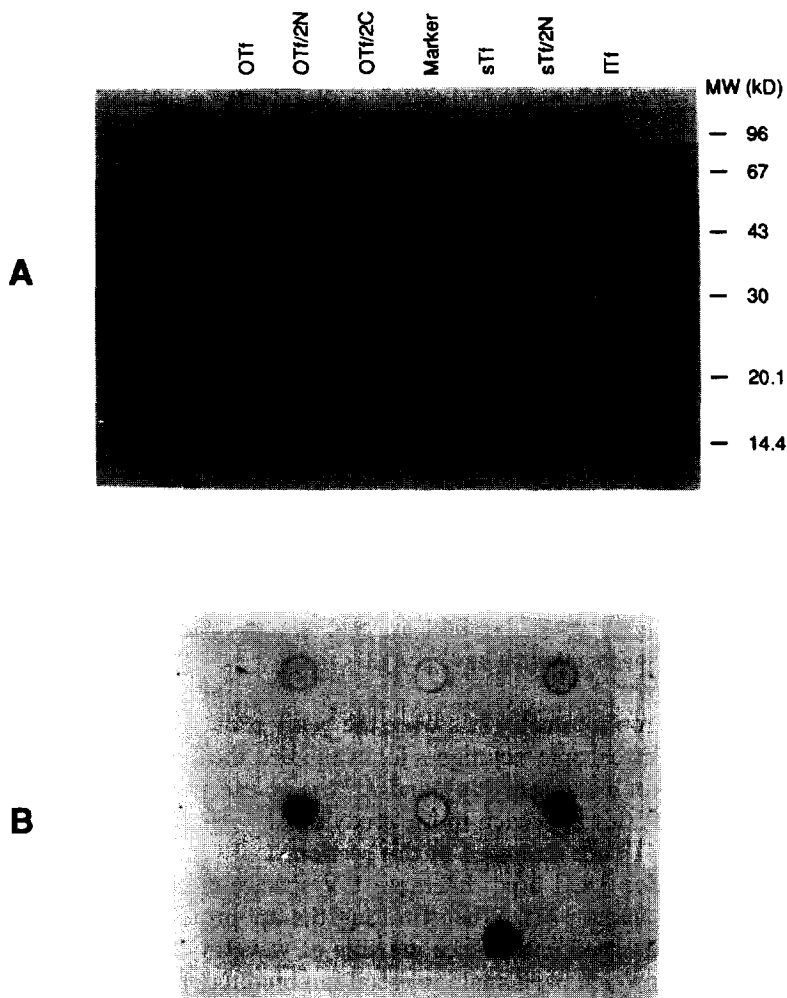 OTf
OTf/2N
OTf/2C
Marker
sTf
sTf/2N
lTf
MW (kD)
96
67
43
30
20.1
14.4
A
B